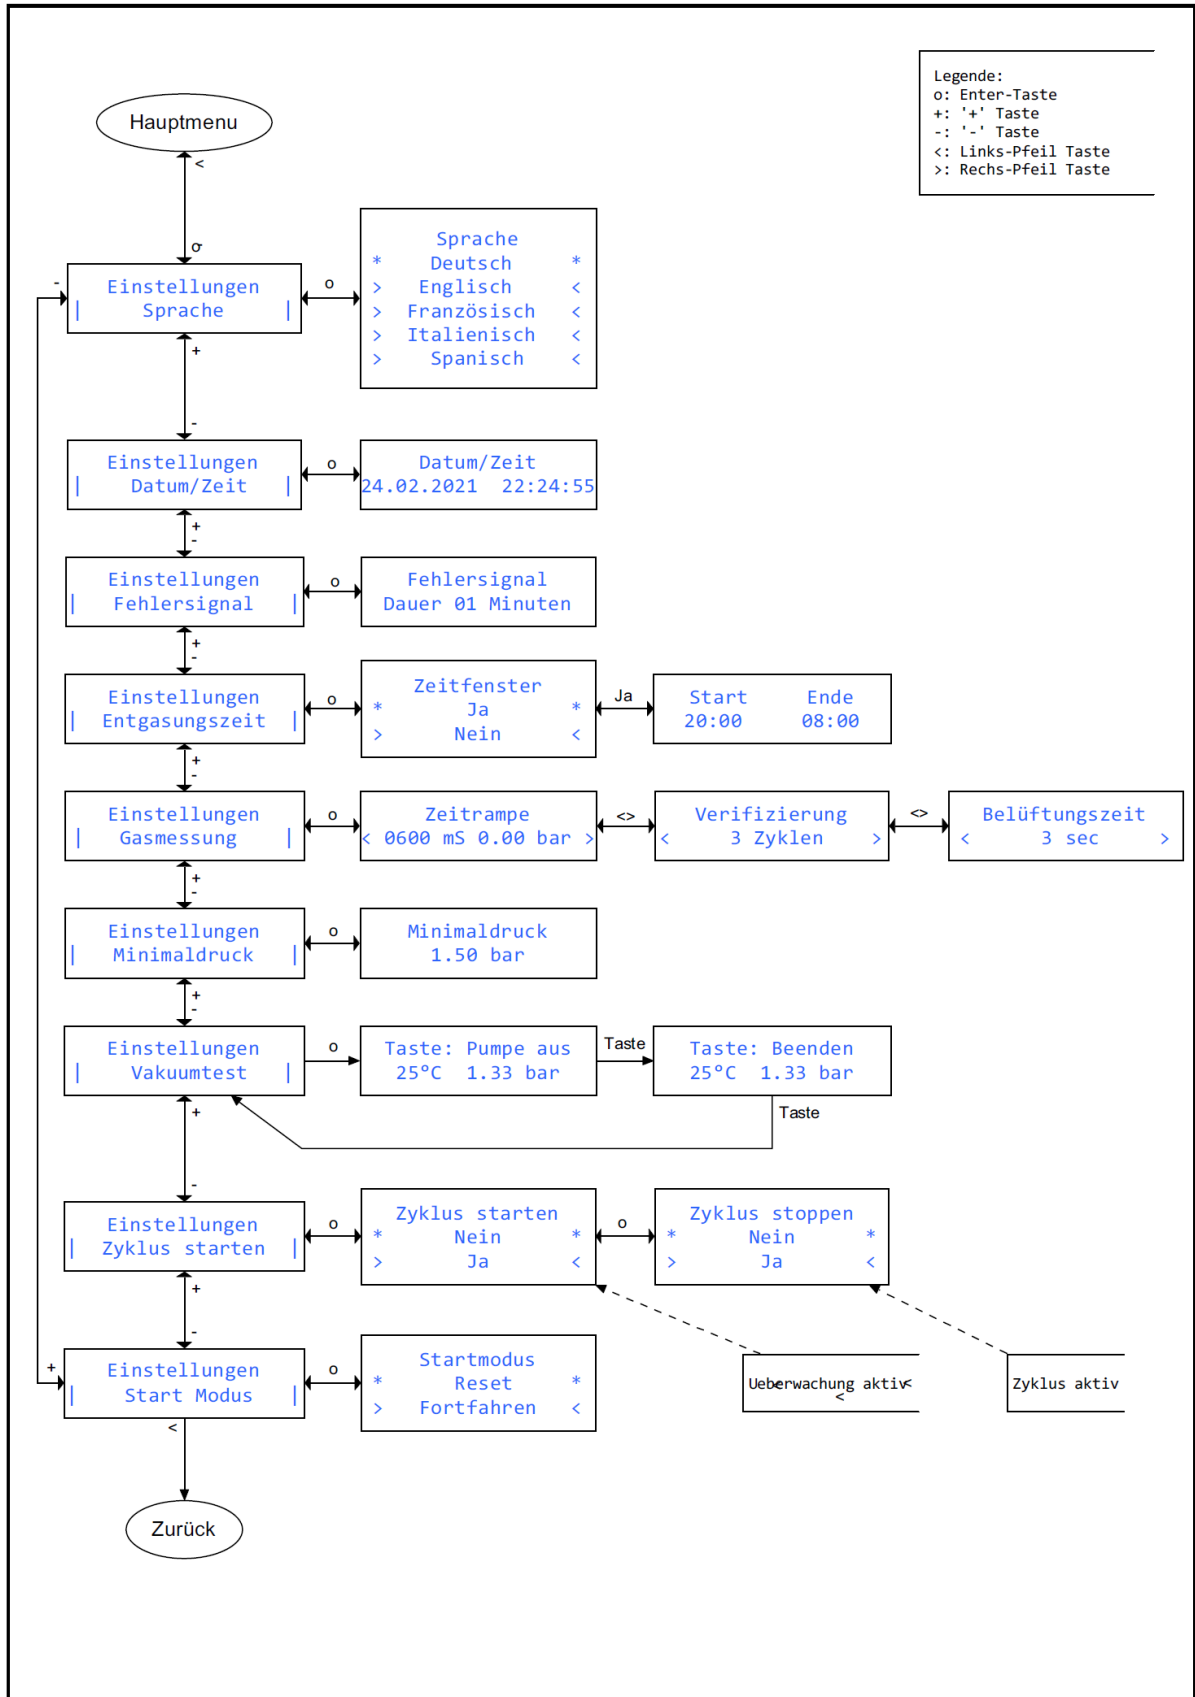 Legende:
o: Enter-Taste
+: '+' Taste
-: '-' Taste
<: Links-Pfeil Taste
>: Rechs-Pfeil Taste
Hauptmenu
<
o
-
Einstellungen
| Sprache |
o
Sprache
* Deutsch *
> Englisch <
> Französisch <
> Italienisch <
> Spanisch <
+
-
Einstellungen
| Datum/Zeit |
o
Datum/Zeit
24.02.2021 22:24:55
+
-
Einstellungen
| Fehlersignal |
o
Fehlersignal
Dauer 01 Minuten
+
-
Einstellungen
| Entgasungszeit |
o
Zeitfenster
* Ja *
> Nein <
Ja
Start Ende
20:00 08:00
+
-
Einstellungen
| Gasmessung |
o
Zeitrampe
< 0600 mS 0.00 bar >
<>
Verifizierung
< 3 Zyklen >
<>
Belüftungszeit
< 3 sec >
+
-
Einstellungen
| Minimaldruck |
o
Minimaldruck
1.50 bar
+
-
Einstellungen
| Vakuumtest |
o
Taste: Pumpe aus
25°C 1.33 bar
Taste
Taste: Beenden
25°C 1.33 bar
Taste
+
-
Einstellungen
| Zyklus starten |
o
Zyklus starten
* Nein *
> Ja <
o
Zyklus stoppen
* Nein *
> Ja <
+
-
+
Einstellungen
| Start Modus |
o
Startmodus
* Reset *
> Fortfahren <
Ueberwachung aktiv
<
Zyklus aktiv
<
Zurück